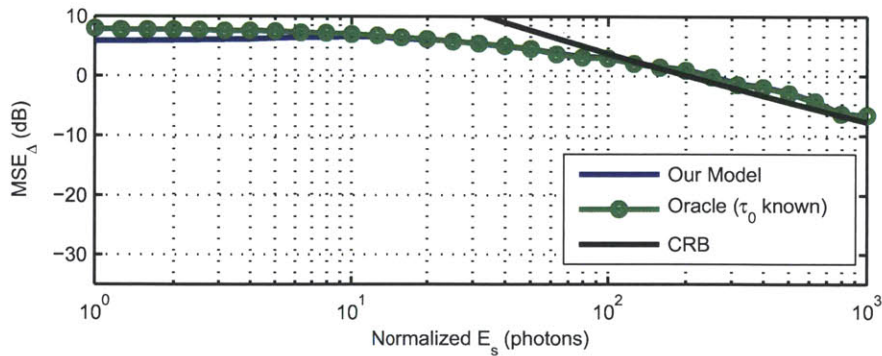 10
0
−10
−20
−30
MSE_Δ (dB)
10^0
10^1
10^2
10^3
Normalized E_s (photons)
Our Model
Oracle (τ_0 known)
CRB